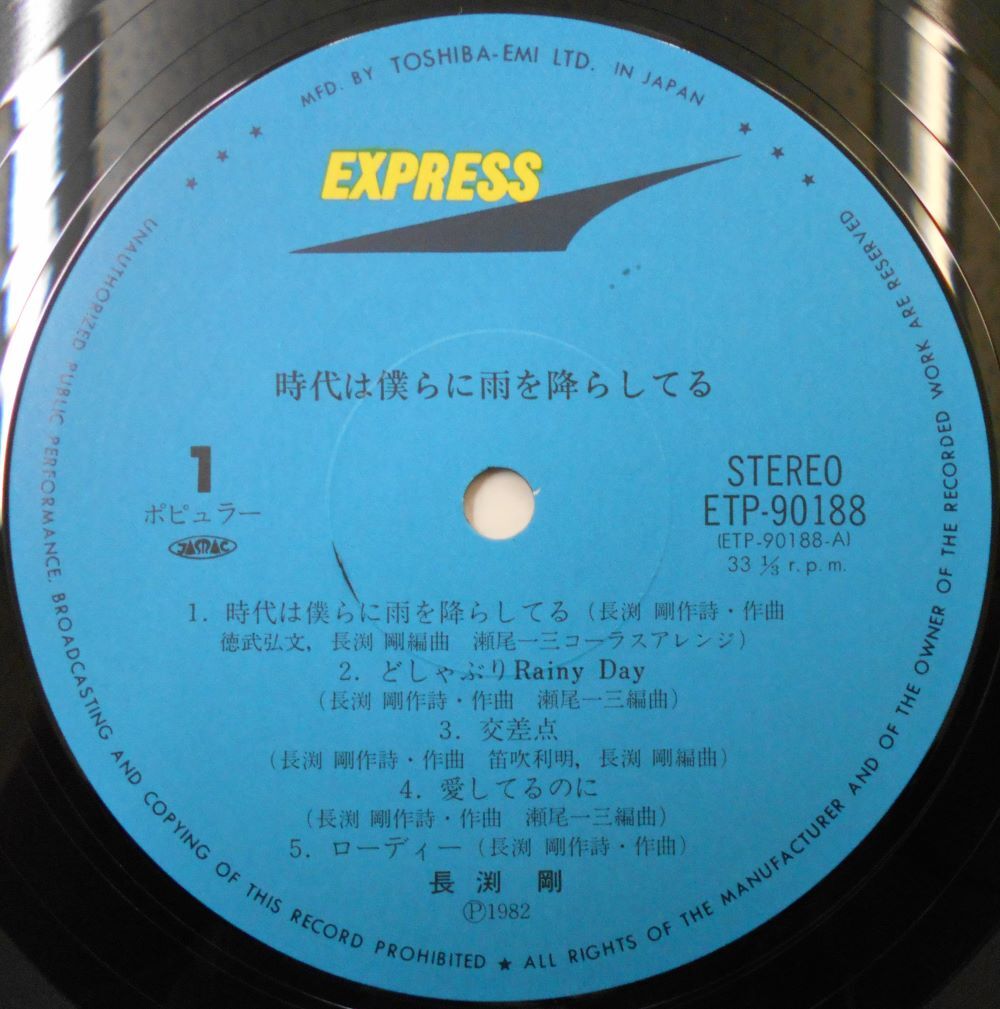 MFD. BY TOSHIBA-EMI LTD. IN JAPAN
EXPRESS
時代は僕らに雨を降らしてる
1
ポピュラー
JASRAC
STEREO
ETP-90188
(ETP-90188-A)
33 ⅓ r.p.m.
1. 時代は僕らに雨を降らしてる (長渕 剛作詩・作曲
徳武弘文, 長渕 剛編曲 瀬尾一三コーラスアレンジ)
2. どしゃぶりRainy Day
(長渕 剛作詩・作曲 瀬尾一三編曲)
3. 交差点
(長渕 剛作詩・作曲 笛吹利明, 長渕 剛編曲)
4. 愛してるのに
(長渕 剛作詩・作曲 瀬尾一三編曲)
5. ローディー (長渕 剛作詩・作曲)
長渕 剛
Ⓟ1982
UNAUTHORIZED PUBLIC PERFORMANCE, BROADCASTING AND COPYING OF THIS RECORD PROHIBITED ★ ALL RIGHTS OF THE MANUFACTURER AND OF THE OWNER OF THE RECORDED WORK ARE RESERVED